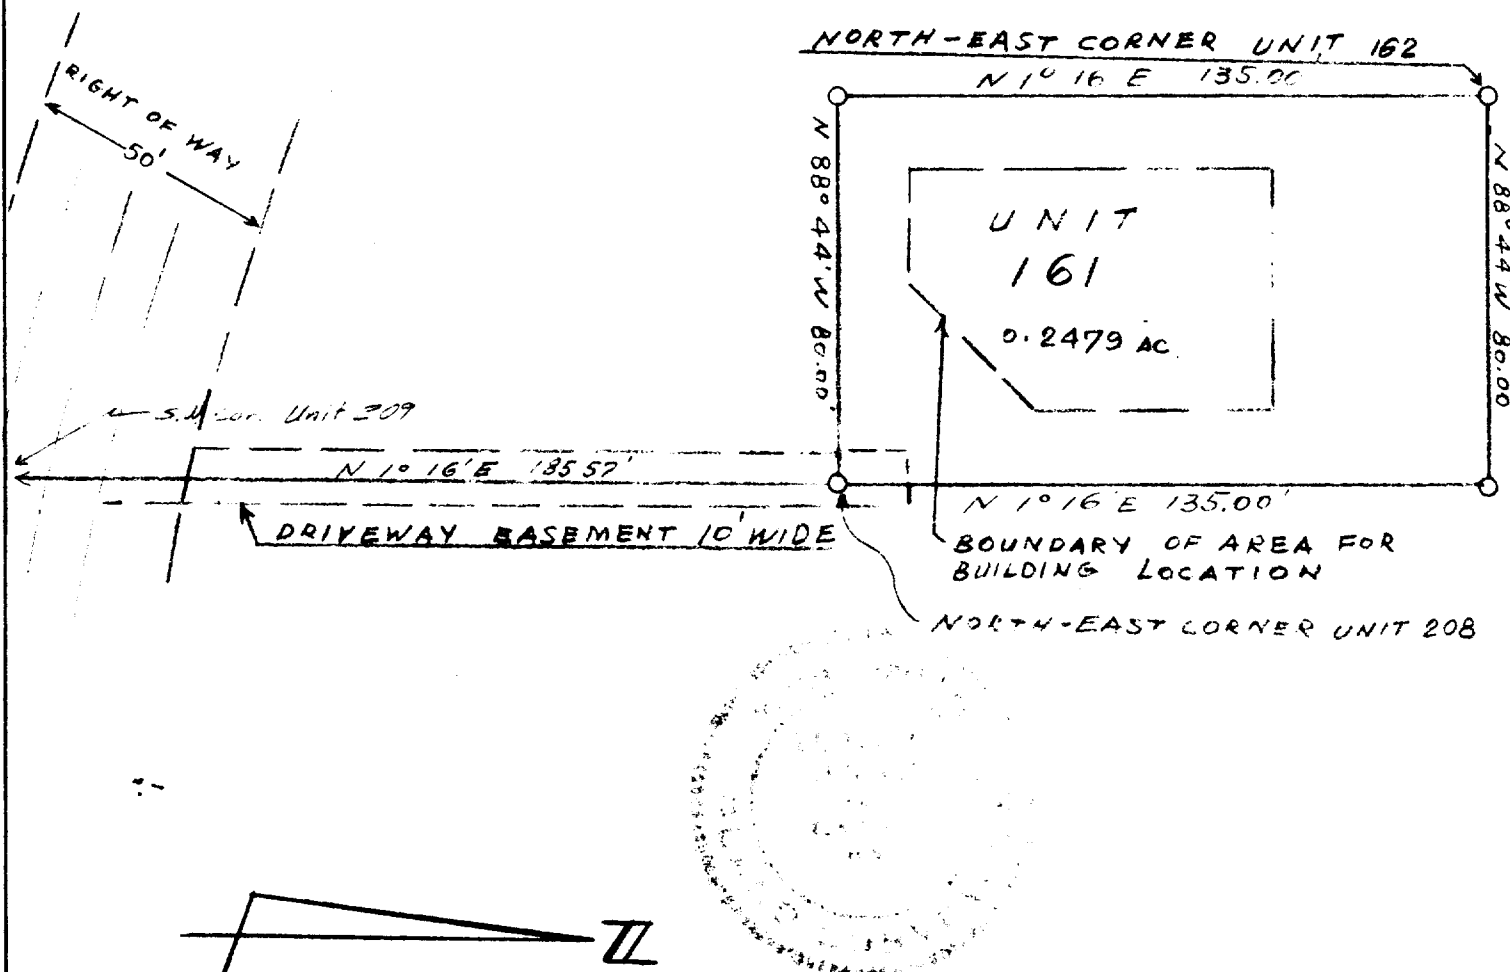 NORTH-EAST CORNER UNIT 162
N 1° 16 E 135.00
RIGHT OF WAY
50'
N 88° 44' W 80.00'
N 88° 44 W 80.00
UNIT
161
0.2479 AC
Unit 209
N 1° 16' E 185.57'
N 1° 16' E 135.00'
DRIVEWAY EASEMENT 10' WIDE
BOUNDARY OF AREA FOR
BUILDING LOCATION
NORTH-EAST CORNER UNIT 208